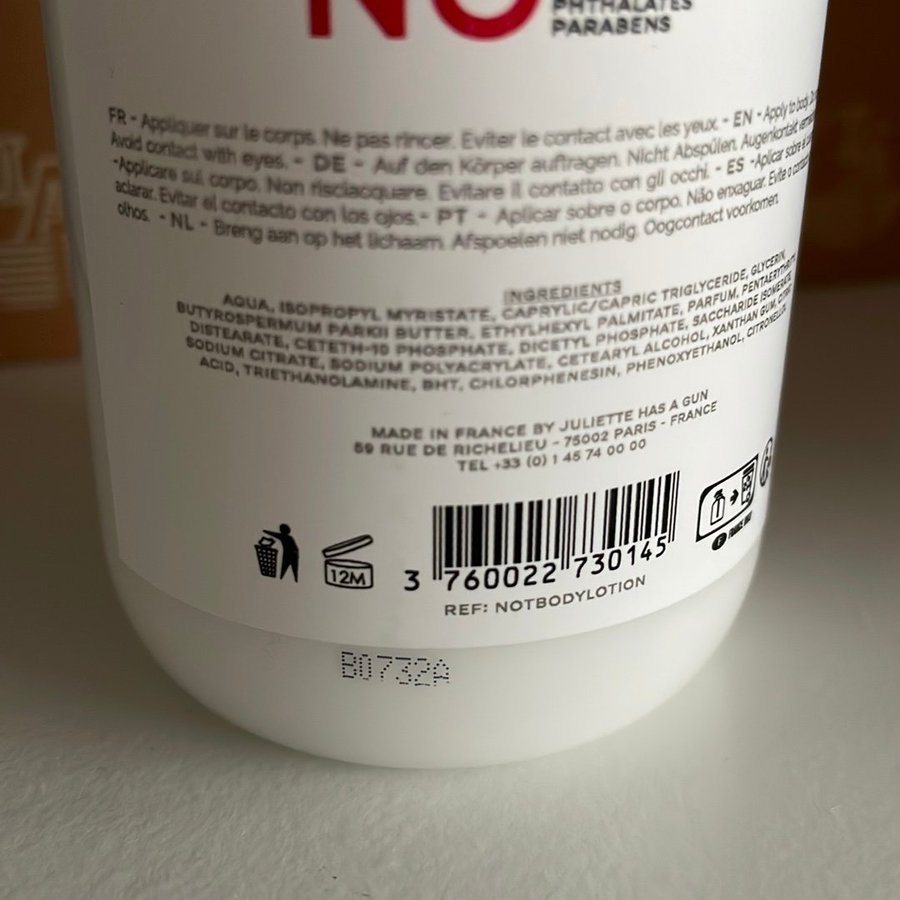 NO
PHTHALATES
PARABENS
FR - Appliquer sur le corps. Ne pas rincer. Eviter le contact avec les yeux. - EN - Apply to body.
Avoid contact with eyes. - DE - Auf den Körper auftragen. Nicht Abspülen. Augenkontakt
-Applicare sul corpo. Non risciacquare. Evitare il contatto con gli occhi. - ES -Aplicar sobre
aclarar. Evitar el contacto con los ojos.- PT - Aplicar sobre o corpo. Não enxaguar. Evite o
olhos. - NL - Breng aan op het lichaam. Afspoelen niet nodig. Oogcontact voorkomen.
INGREDIENTS
AQUA, ISOPROPYL MYRISTATE, CAPRYLIC/CAPRIC TRIGLYCERIDE, GLYCERIN,
BUTYROSPERMUM PARKII BUTTER, ETHYLHEXYL PALMITATE, PARFUM, PENTAERYTHRITYL
DISTEARATE, CETETH-10 PHOSPHATE, DICETYL PHOSPHATE, SACCHARIDE ISOMERATE,
SODIUM CITRATE, SODIUM POLYACRYLATE, CETEARYL ALCOHOL, XANTHAN GUM, CITRIC
ACID, TRIETHANOLAMINE, BHT, CHLORPHENESIN, PHENOXYETHANOL, CITRONELLOL
MADE IN FRANCE BY JULIETTE HAS A GUN
59 RUE DE RICHELIEU - 75002 PARIS - FRANCE
TEL +33 (0) 1 45 74 00 00
12M
3 760022 730145
REF: NOTBODYLOTION
B0732A